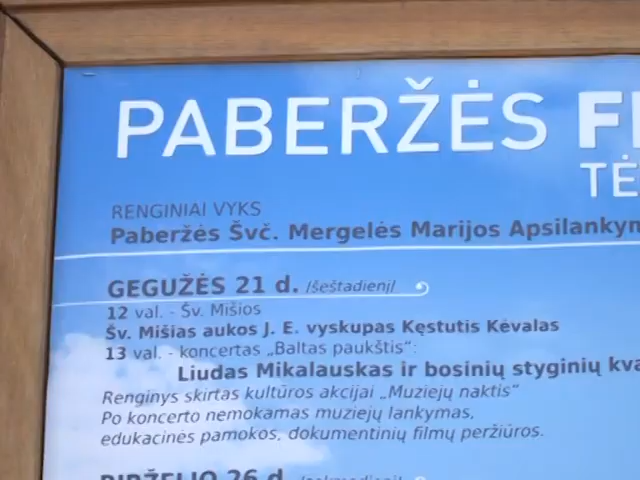 PABERŽĖS
RENGINIAI VYKS
Paberžės Švč. Mergelės Marijos
GEGUŽĖS 21 d. /šeštadienį/
12 val. - Šv. Mišios
Šv. Mišias aukos J. E. vyskupas Kęstutis Kėvalas
13 val. - koncertas „Baltas paukštis“:
Liudas Mikalauskas ir bosinių styginių
Renginys skirtas kultūros akcijai „Muziejų naktis“
Po koncerto nemokamas muziejų lankymas,
edukacinės pamokos, dokumentinių filmų peržiūros.
BIRŽELIO 26 d.